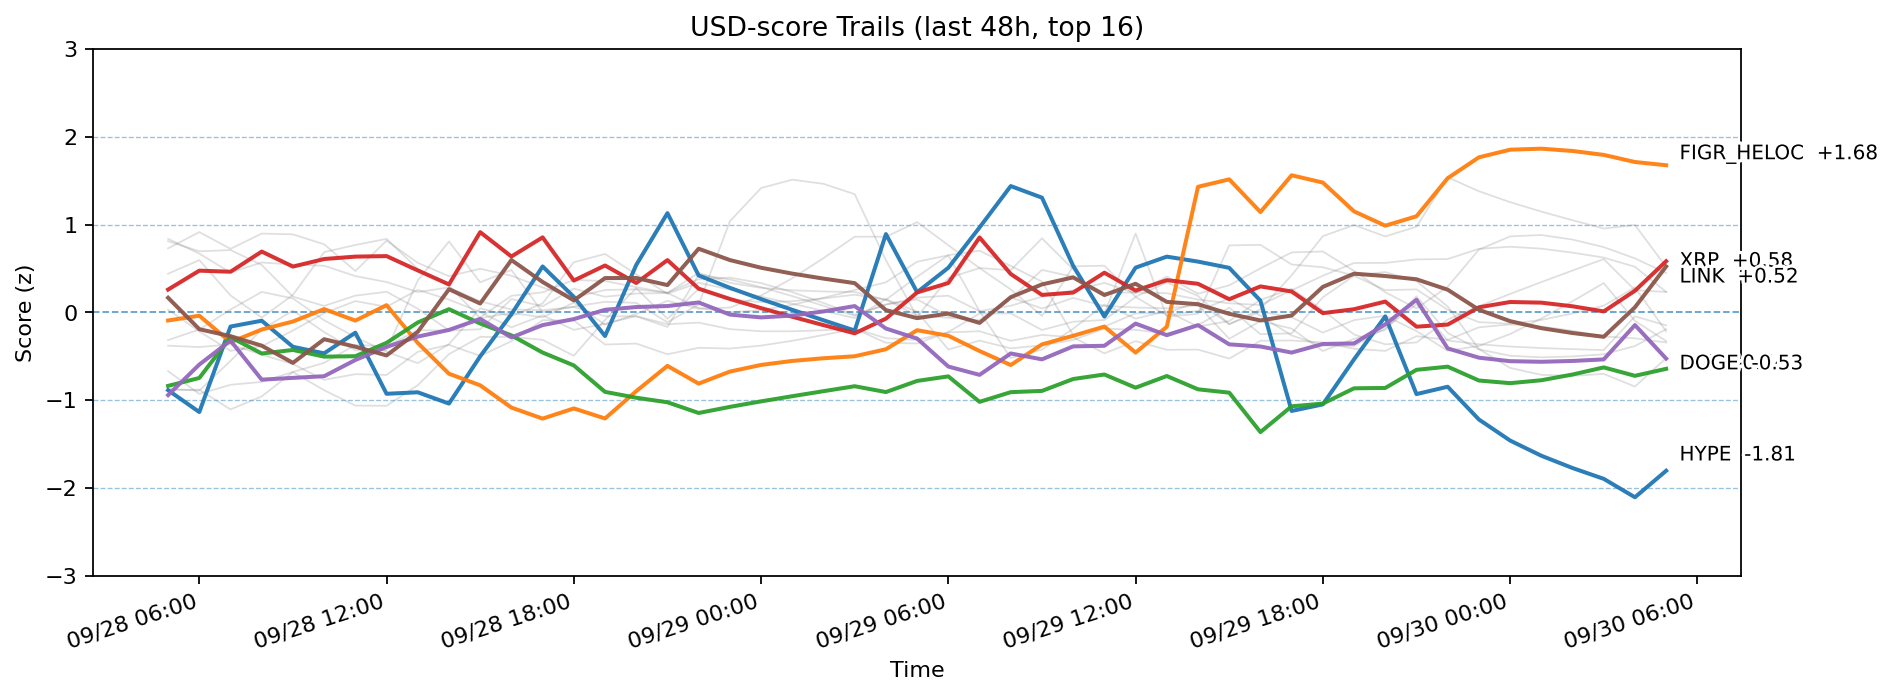 USD-score Trails (last 48h, top 16)
Score (z)
3
2
1
0
−1
−2
−3
FIGR_HELOC +1.68
XRP +0.58
LINK +0.52
-0.53
HYPE -1.81
09/28 06:00
09/28 12:00
09/28 18:00
09/29 00:00
09/29 06:00
09/29 12:00
09/29 18:00
09/30 00:00
09/30 06:00
Time